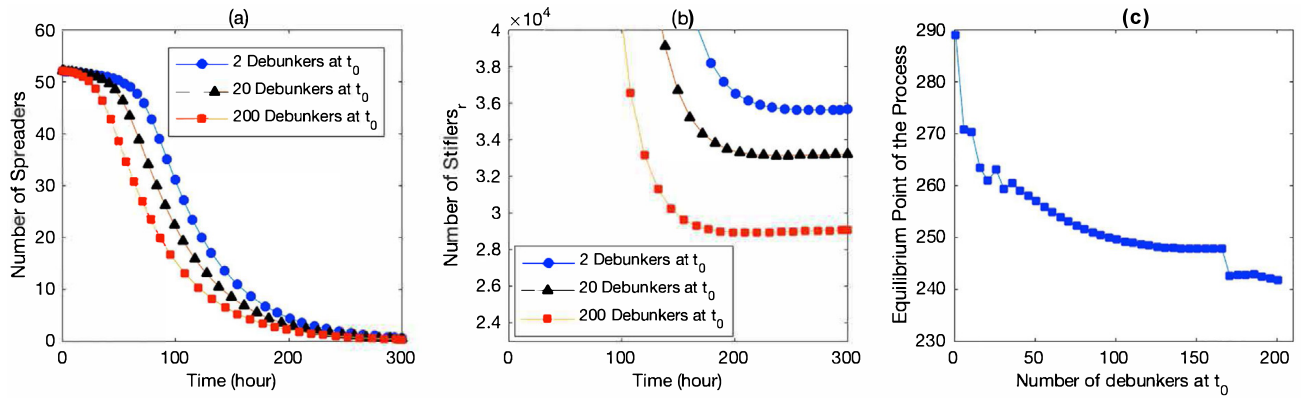 (a)
60
50
40
30
20
10
0
Number of Spreaders
2 Debunkers at t0
20 Debunkers at t0
200 Debunkers at t0
0
100
200
300
Time (hour)
(b)
×10⁴
4
3.8
3.6
3.4
3.2
3
2.8
2.6
2.4
Number of Stiflersr
2 Debunkers at t0
20 Debunkers at t0
200 Debunkers at t0
0
100
200
300
Time (hour)
(c)
290
280
270
260
250
240
230
Equilibrium Point of the Process
0
50
100
150
200
Number of debunkers at t0